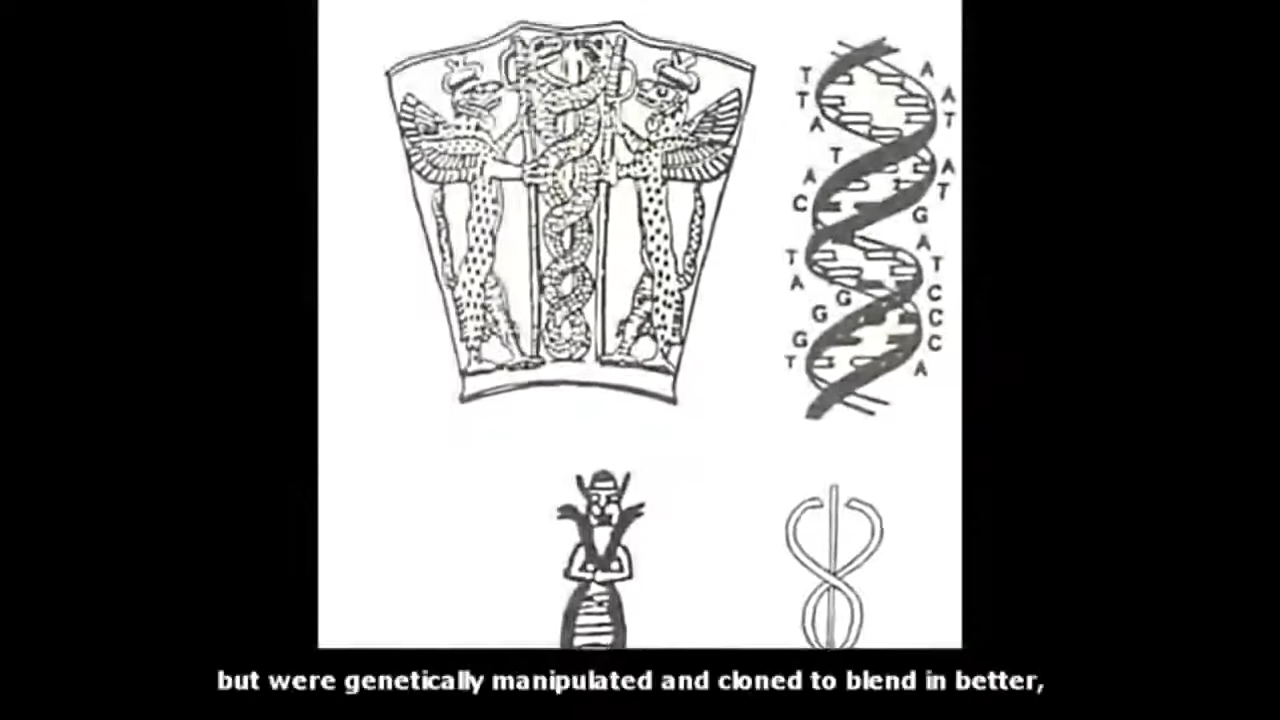 T A
T A
A T
T A
A T
C G
A
T T
A C
G C
G C
G A
T
but were genetically manipulated and cloned to blend in better,